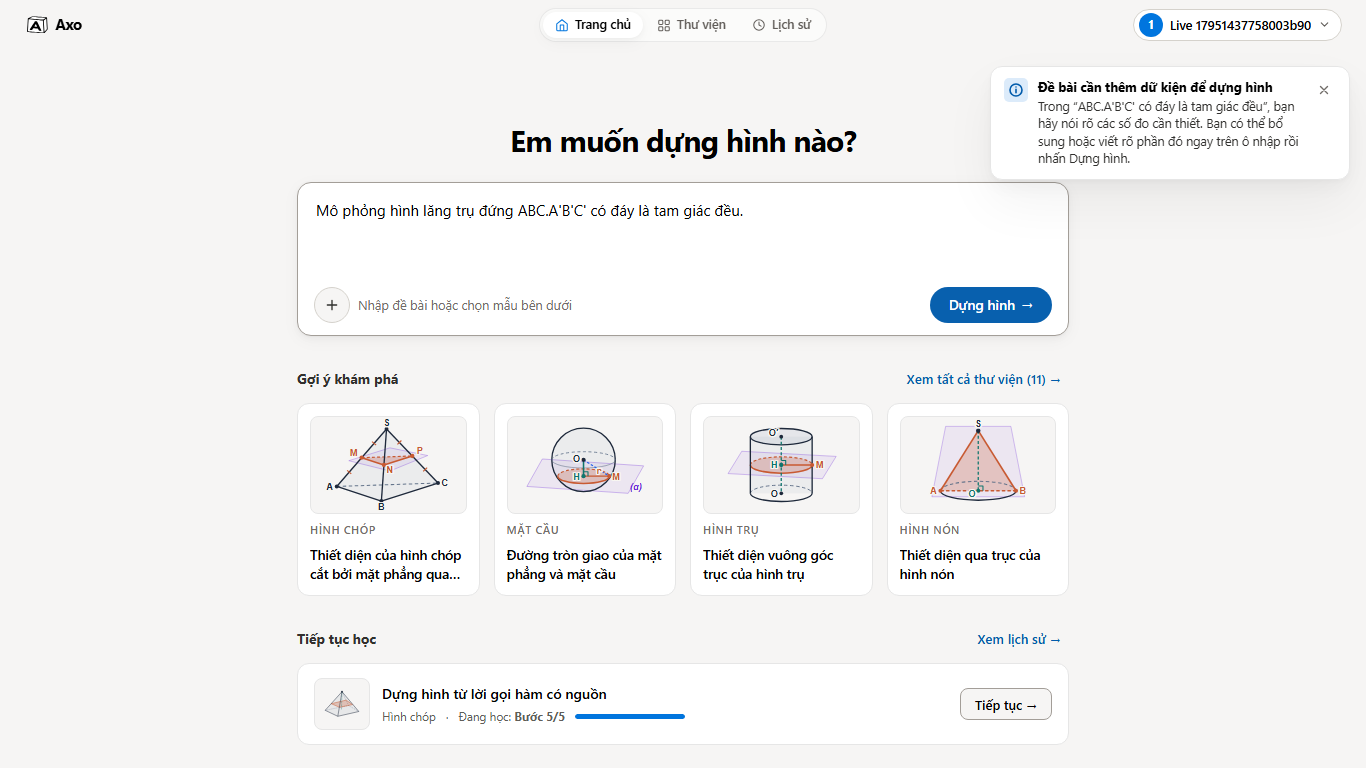 Axo
Trang chủ
Thư viện
Lịch sử
1
Live 17951437758003b90
Đề bài cần thêm dữ kiện để dựng hình
Trong “ABC.A'B'C' có đáy là tam giác đều”, bạn
hãy nói rõ các số đo cần thiết. Bạn có thể bổ
sung hoặc viết rõ phần đó ngay trên ô nhập rồi
nhấn Dựng hình.
Em muốn dựng hình nào?
Mô phỏng hình lăng trụ đứng ABC.A'B'C' có đáy là tam giác đều.
Nhập đề bài hoặc chọn mẫu bên dưới
Dựng hình →
Gợi ý khám phá
Xem tất cả thư viện (11) →
S
M
P
N
A
C
B
O
r
H
M
(α)
O'
H
M
O
S
A
O
B
HÌNH CHÓP
Thiết diện của hình chóp
cắt bởi mặt phẳng qua...
MẶT CẦU
Đường tròn giao của mặt
phẳng và mặt cầu
HÌNH TRỤ
Thiết diện vuông góc
trục của hình trụ
HÌNH NÓN
Thiết diện qua trục của
hình nón
Tiếp tục học
Xem lịch sử →
Dựng hình từ lời gọi hàm có nguồn
Hình chóp · Đang học: Bước 5/5
Tiếp tục →